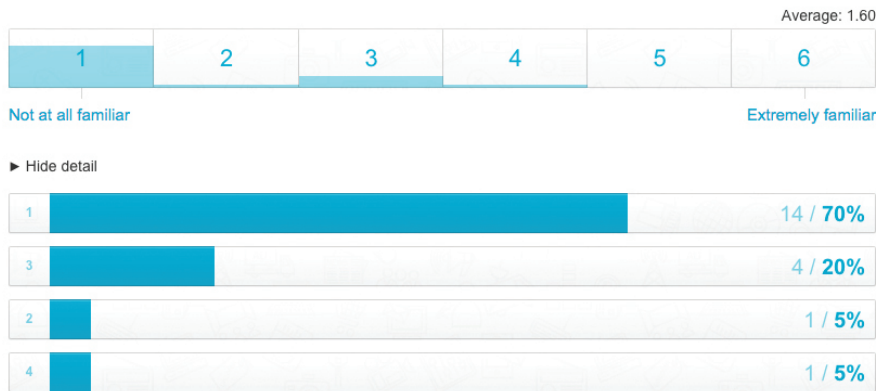 Average: 1.60
1 2 3 4 5 6
Not at all familiar Extremely familiar
► Hide detail
1 14 / 70%
3 4 / 20%
2 1 / 5%
4 1 / 5%